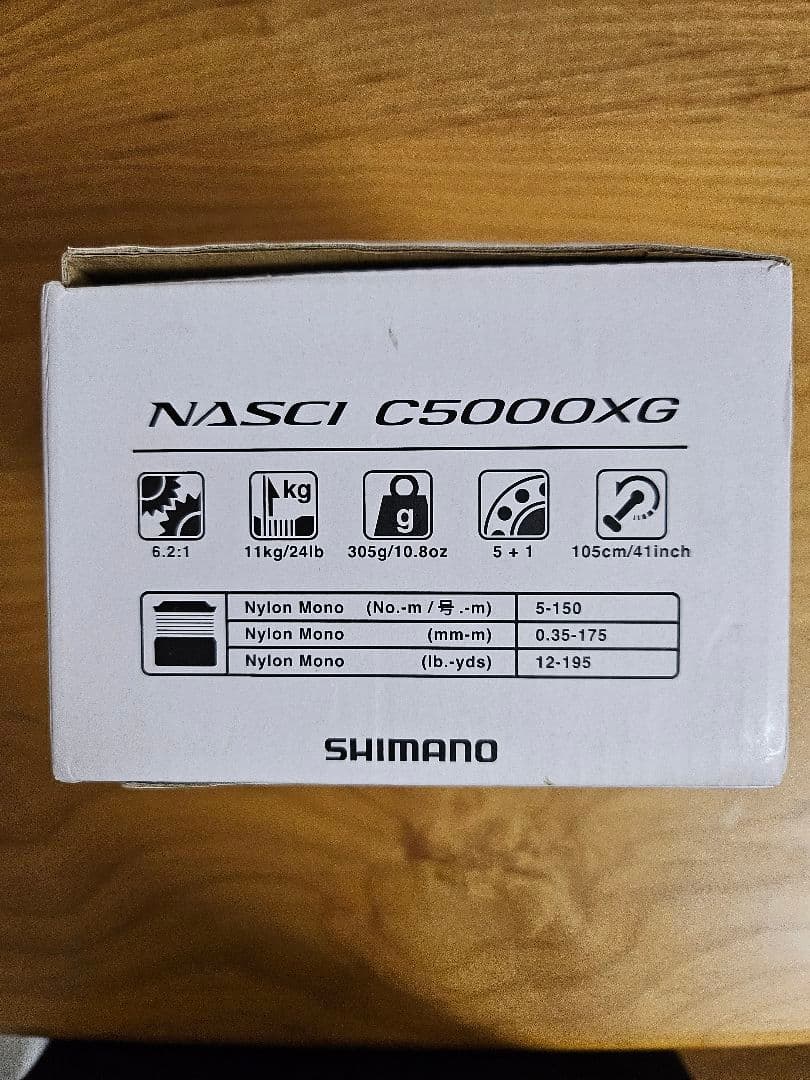 NASCI C5000XG
kg g
6.2:1 11kg/24lb 305g/10.8oz 5 + 1 105cm/41inch
Nylon Mono (No.-m / 号.-m) 5-150
Nylon Mono (mm-m) 0.35-175
Nylon Mono (lb.-yds) 12-195
SHIMANO